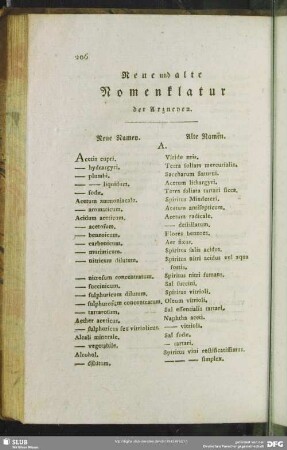 206
Neue und alte
Nomenklatur
der Arzneyen.
Neue Namen. Alte Namen.
A.
Acetis cupri. Viride aeris.
— hydrargyri. Terra foliata mercurialis.
— plumbi. Saccharum saturni.
— — liquidum. Acetum lithargyri.
— sodae. Terra foliata tartari
Acetum ammoniacale. Spiritus Mindereri.
— aromaticum. Acetum antisepticum.
Acidum aceticum. Acetum radicale.
— acetosum. — destillatum.
— benzoicum. Flores benzoes.
— carbonicum. Aer fixus.
— muriaticum. Spiritus salis acidus.
— nitricum dilutum. Spiritus nitri acidus vel aqua
fortis.
— nitrosum concentratum. Spiritus nitri fumans.
— succinicum. Sal succini.
— sulphuricum dilutum. Spiritus vitrioli.
— sulphuricum concentratum. Oleum vitrioli.
— tartarosum. Sal essentialis tartari.
Aether aceticus. Naphtha aceti.
— sulphuricus vitriolicus. — vitrioli.
Alcali minerale. Sal sodae.
— vegetabile. — tartari.
Alcohol. Spiritus vini rectificatissimus.
— dilutum. — — simplex.
SLUB
DFG